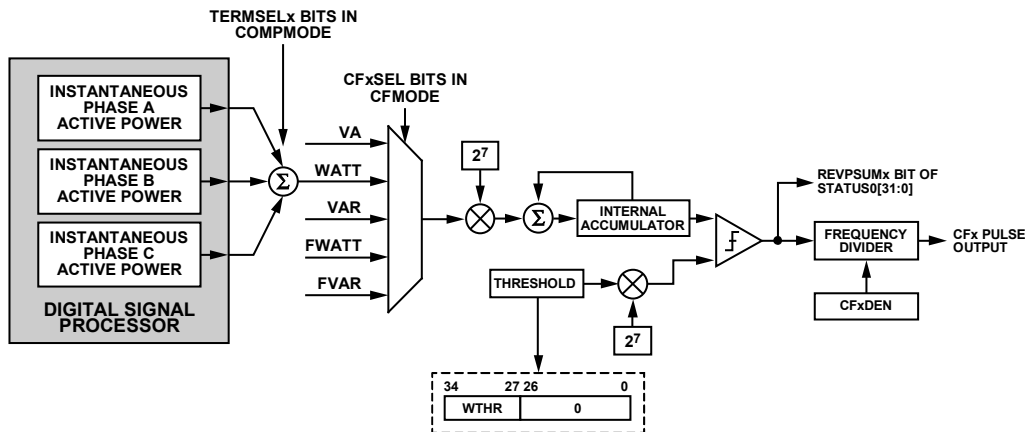 TERMSELx BITS IN
COMPMODE
INSTANTANEOUS
PHASE A
ACTIVE POWER
INSTANTANEOUS
PHASE B
ACTIVE POWER
INSTANTANEOUS
PHASE C
ACTIVE POWER
DIGITAL SIGNAL
PROCESSOR
Σ
CFxSEL BITS IN
CFMODE
VA
WATT
VAR
FWATT
FVAR
27
Σ
INTERNAL
ACCUMULATOR
THRESHOLD
27
34 27 26 0
WTHR 0
REVPSUMx BIT OF
STATUS0[31:0]
FREQUENCY
DIVIDER
CFx PULSE
OUTPUT
CFxDEN